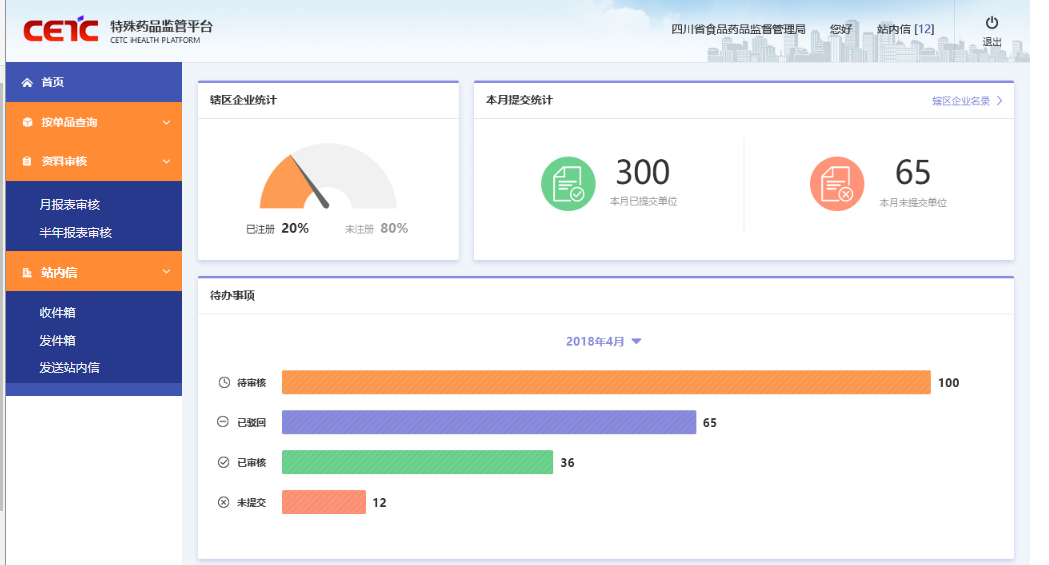 CETC 特殊药品监管平台
CETC iHEALTH PLATFORM
四川省食品药品监督管理局 您好 站内信 [12]
退出
首页
按单品查询
资料审核
月报表审核
半年报表审核
站内信
收件箱
发件箱
发送站内信
辖区企业统计
已注册 20% 未注册 80%
本月提交统计 辖区企业名录
300
本月已提交单位
65
本月未提交单位
待办事项
2018年4月
待审核 100
已驳回 65
已审核 36
未提交 12